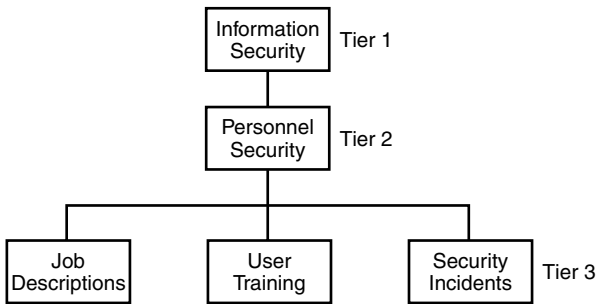 Information
Security
Tier 1
Personnel
Security
Tier 2
Job
Descriptions
User
Training
Security
Incidents
Tier 3